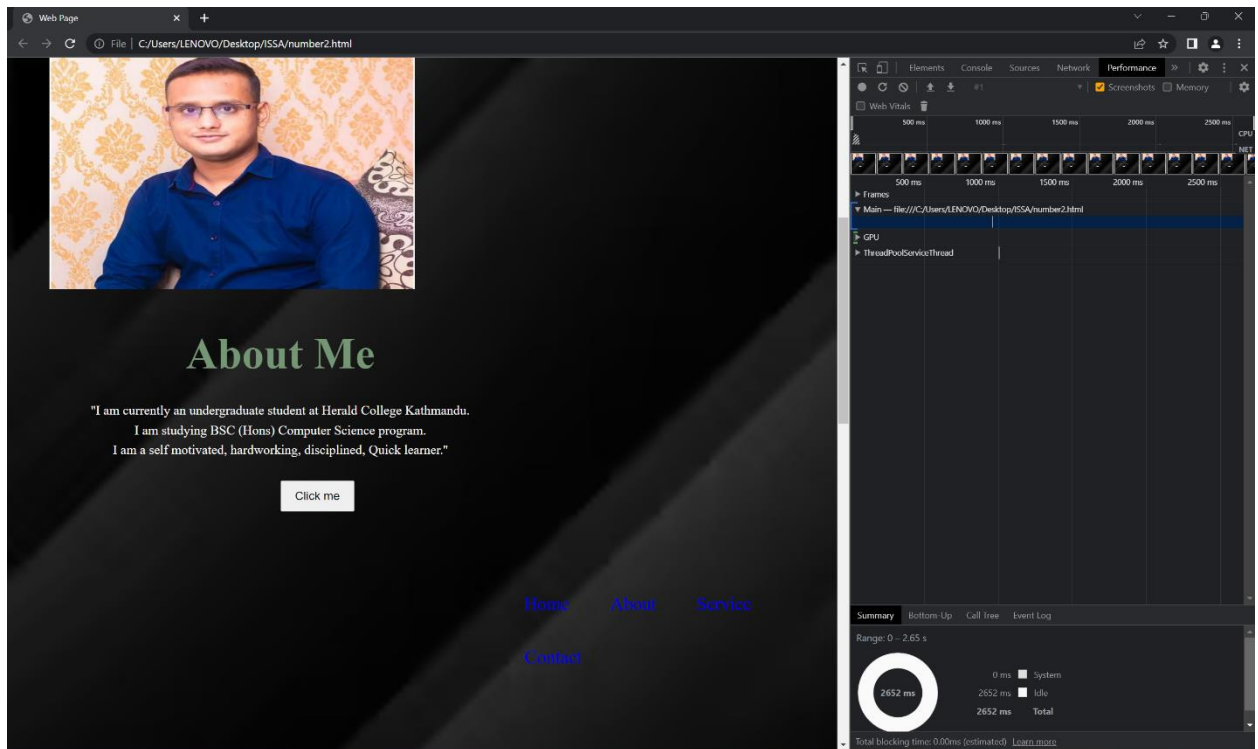 Web Page
File | C:/Users/LENOVO/Desktop/ISSA/number2.html
Elements Console Sources Network Performance »
#1 Screenshots Memory
Web Vitals
500 ms 1000 ms 1500 ms 2000 ms 2500 ms
CPU
NET
500 ms 1000 ms 1500 ms 2000 ms 2500 ms
Frames
Main — file:///C:/Users/LENOVO/Desktop/ISSA/number2.html
GPU
ThreadPoolServiceThread
About Me
"I am currently an undergraduate student at Herald College Kathmandu.
I am studying BSC (Hons) Computer Science program.
I am a self motivated, hardworking, disciplined, Quick learner."
Click me
Home About Service
Contact
Summary Bottom-Up Call Tree Event Log
Range: 0 – 2.65 s
2652 ms
0 ms System
2652 ms Idle
2652 ms Total
Total blocking time: 0.00ms (estimated) Learn more